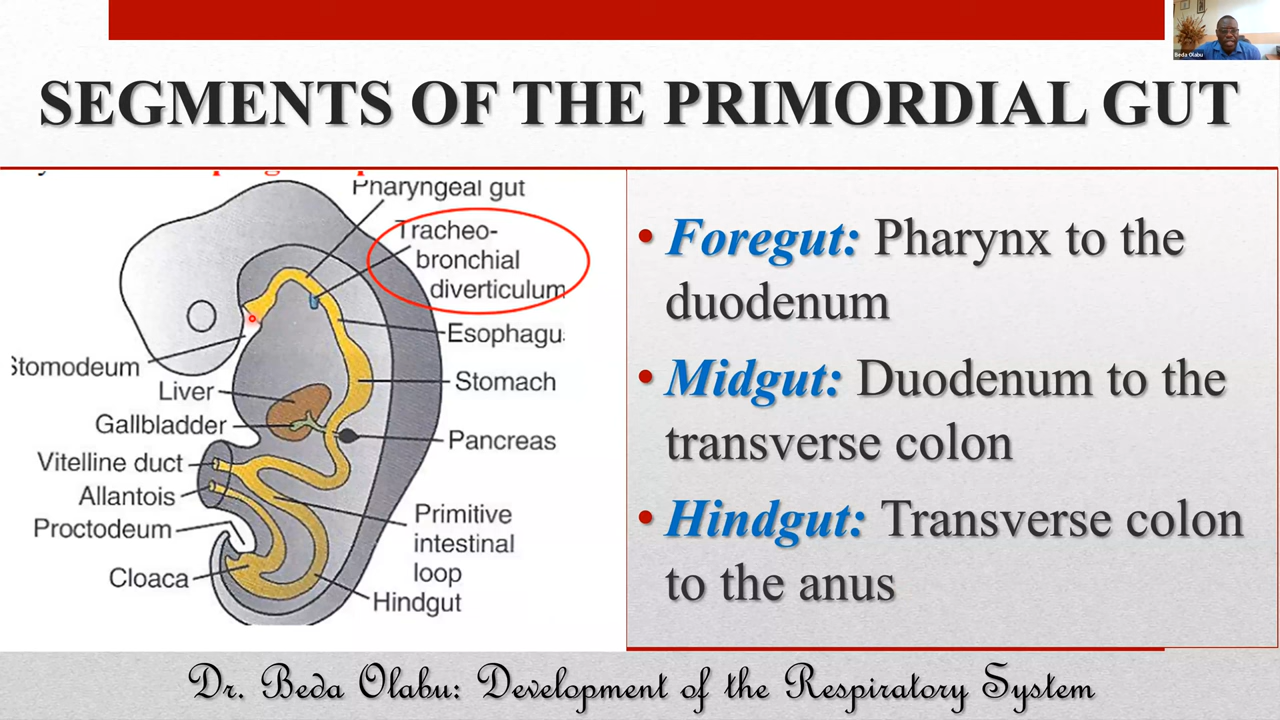 Beda Olabu
SEGMENTS OF THE PRIMORDIAL GUT
Pharyngeal gut
Tracheo-
bronchial
diverticulum
Esophagu
Stomach
Pancreas
Primitive
intestinal
loop
Hindgut
Stomodeum
Liver
Gallbladder
Vitelline duct
Allantois
Proctodeum
Cloaca
• Foregut: Pharynx to the
duodenum
• Midgut: Duodenum to the
transverse colon
• Hindgut: Transverse colon
to the anus
Dr. Beda Olabu: Development of the Respiratory System